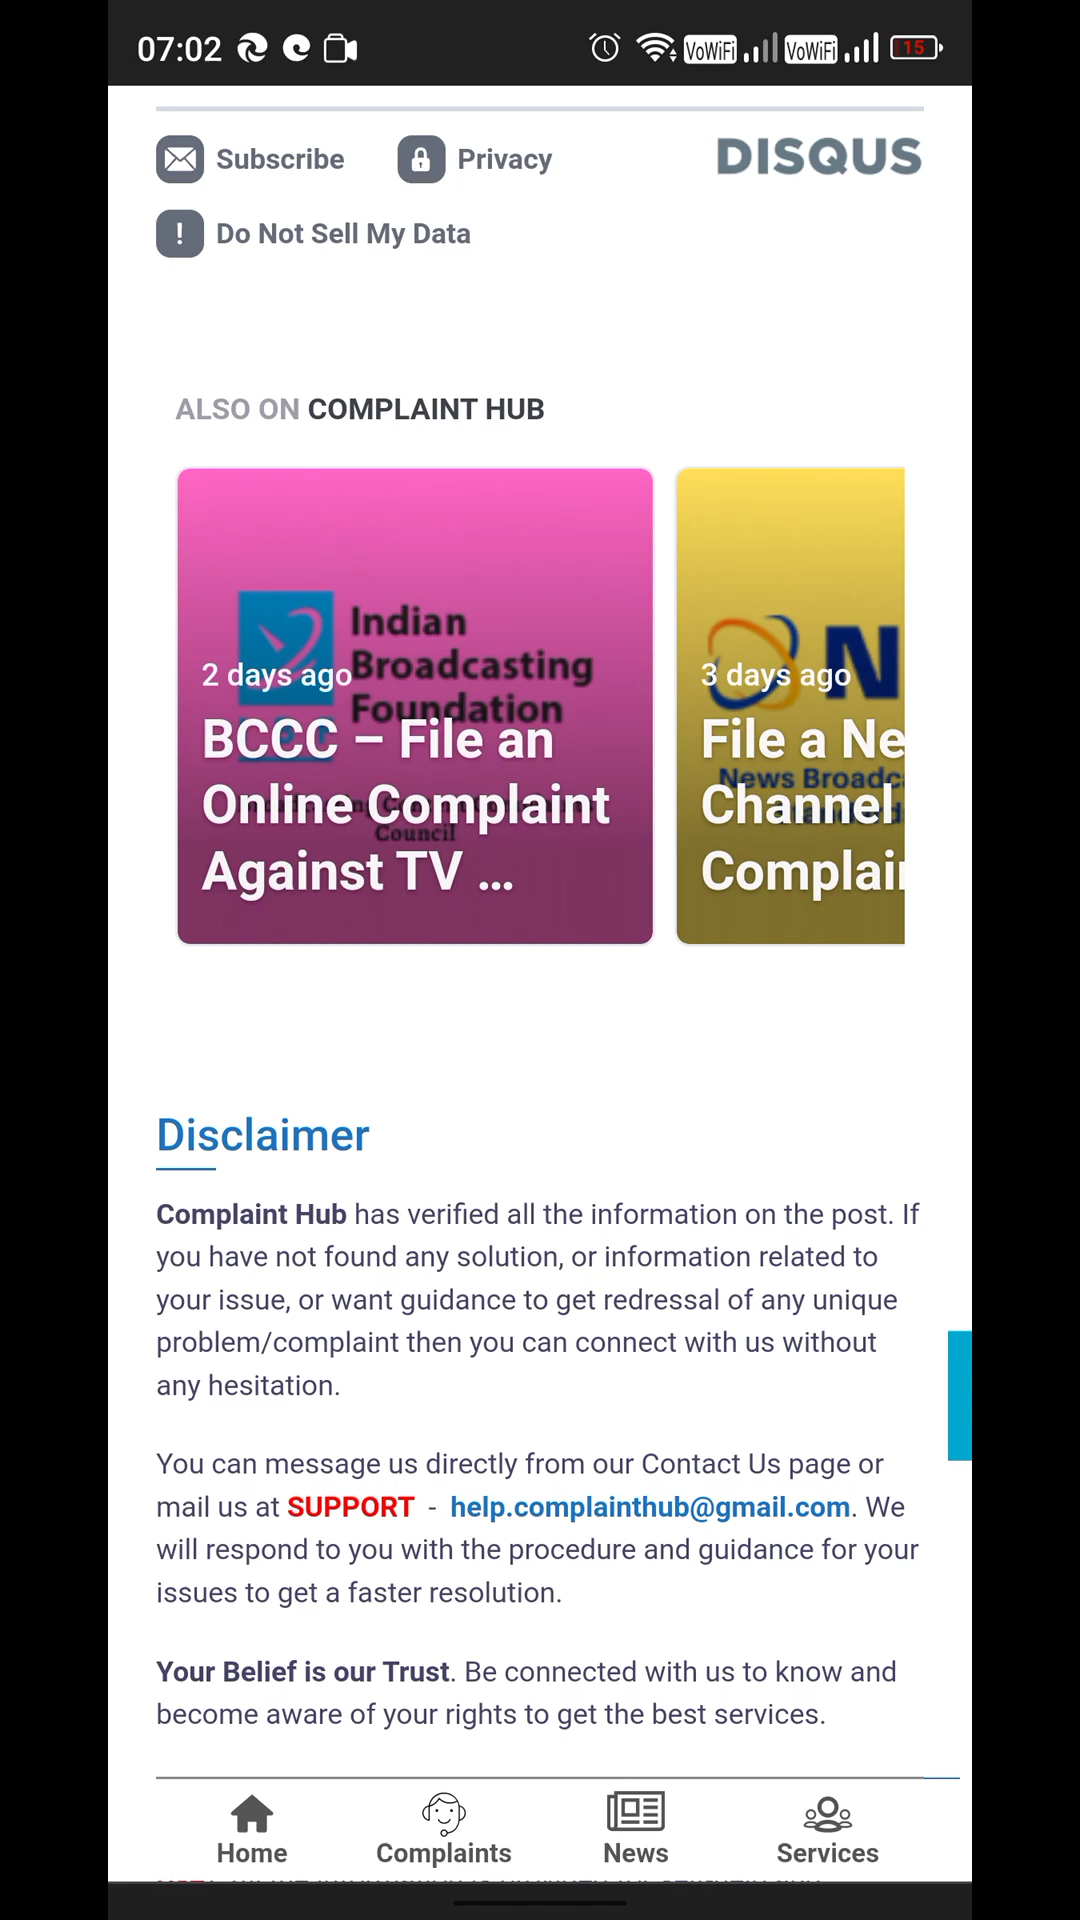 07:02 VoWiFi VoWiFi 15
Subscribe Privacy DISQUS
! Do Not Sell My Data
ALSO ON COMPLAINT HUB
Indian
Broadcasting
Foundation
2 days ago
BCCC – File an
Online Complaint
Against TV ...
Council
N
3 days ago
File a Ne
News Broadc
Channel
Complain
Disclaimer
Complaint Hub has verified all the information on the post. If
you have not found any solution, or information related to
your issue, or want guidance to get redressal of any unique
problem/complaint then you can connect with us without
any hesitation.
You can message us directly from our Contact Us page or
mail us at SUPPORT - help.complainthub@gmail.com. We
will respond to you with the procedure and guidance for your
issues to get a faster resolution.
Your Belief is our Trust. Be connected with us to know and
become aware of your rights to get the best services.
Home Complaints News Services